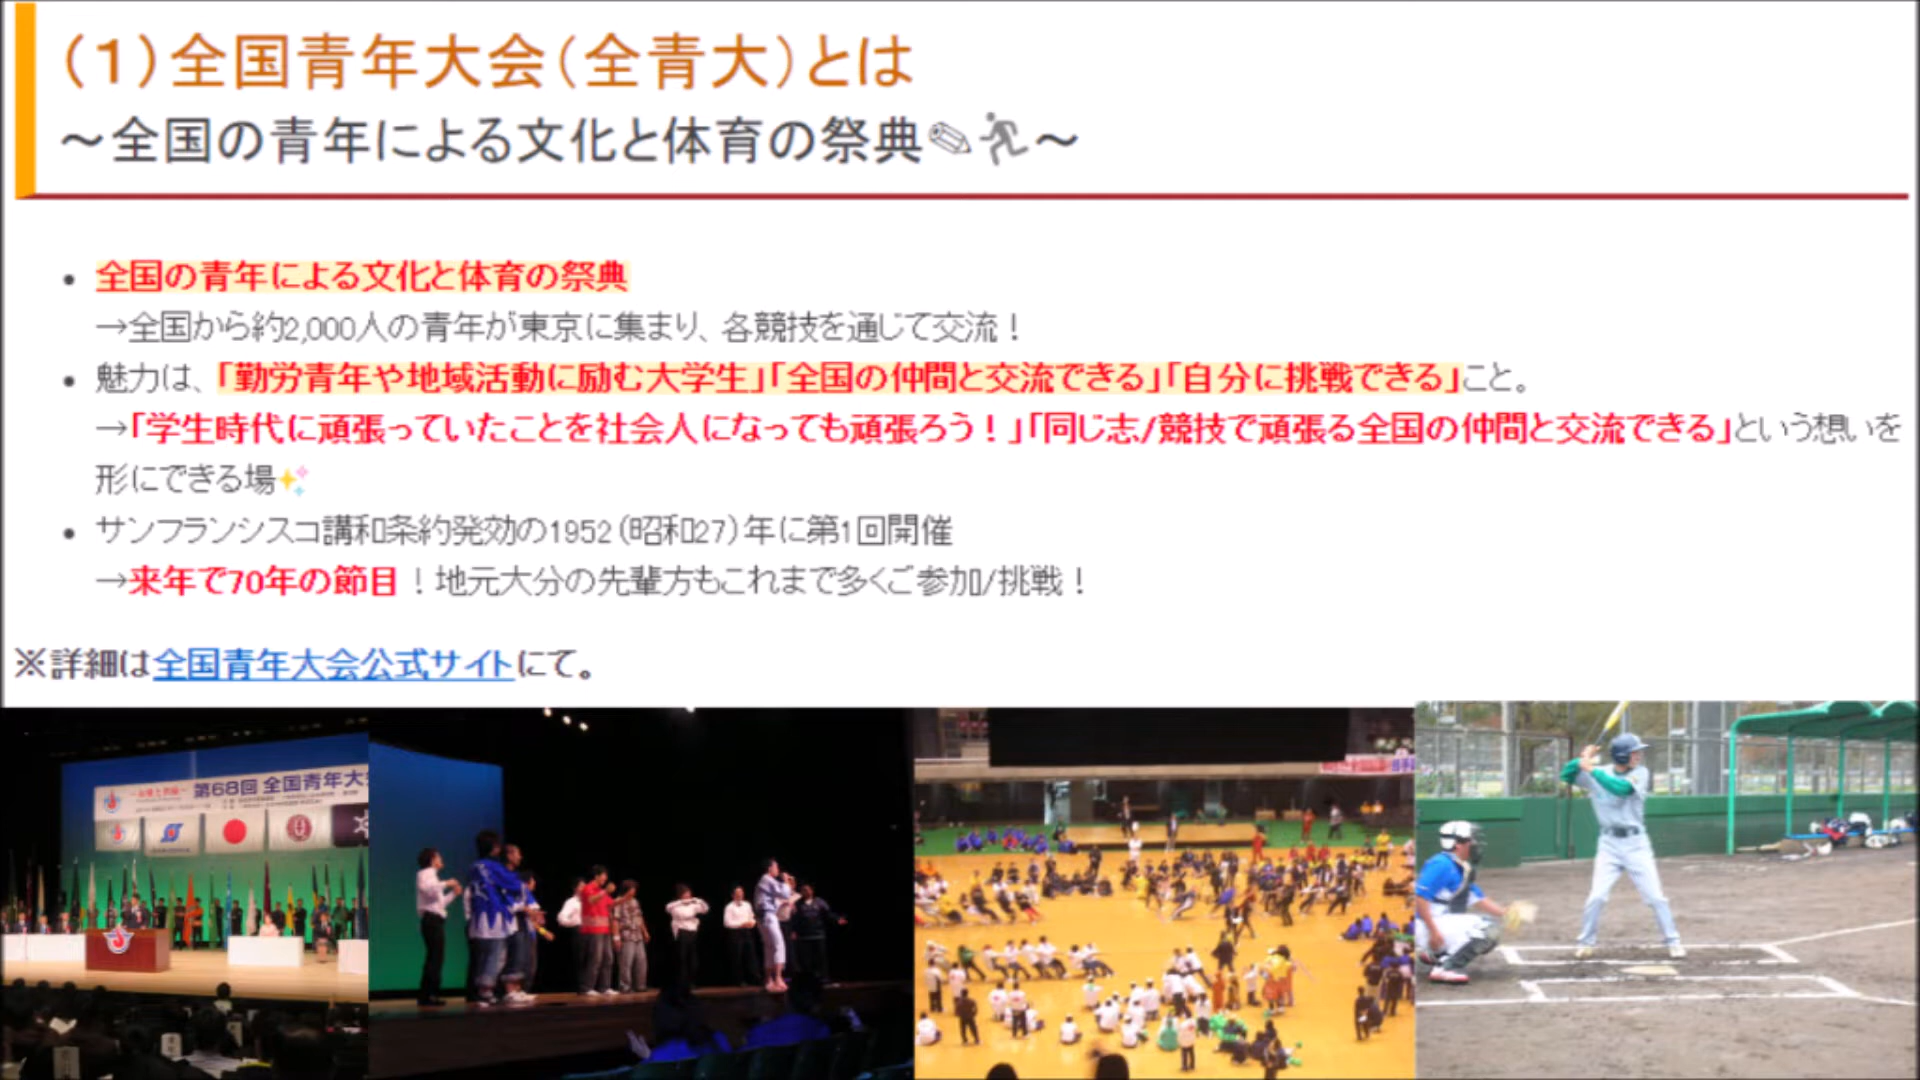 (1)全国青年大会(全青大)とは
～全国の青年による文化と体育の祭典～
• 全国の青年による文化と体育の祭典
→全国から約2,000人の青年が東京に集まり、各競技を通じて交流！
• 魅力は、「勤労青年や地域活動に励む大学生」「全国の仲間と交流できる」「自分に挑戦できる」こと。
→「学生時代に頑張っていたことを社会人になっても頑張ろう！」「同じ志/競技で頑張る全国の仲間と交流できる」という想いを
形にできる場✨
• サンフランシスコ講和条約発効の1952(昭和27)年に第1回開催
→来年で70年の節目！地元大分の先輩方もこれまで多くご参加/挑戦！
※詳細は全国青年大会公式サイトにて。
第68回 全国青年大